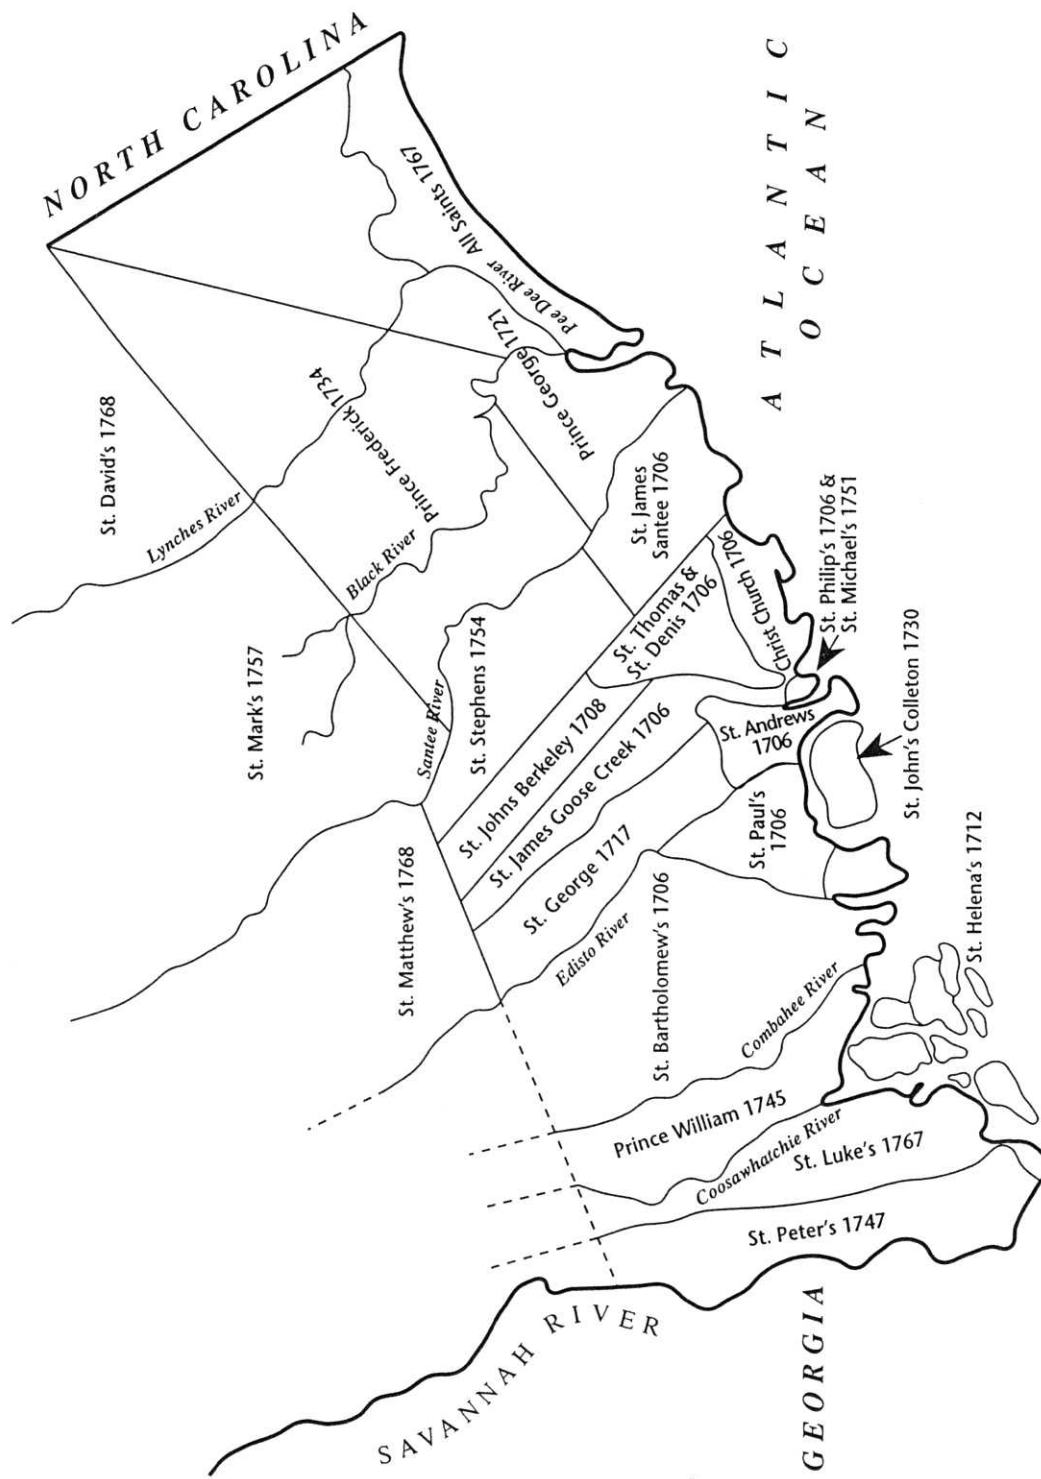 NORTH CAROLINA
ATLANTIC
OCEAN
All Saints 1767
Pee Dee River
Prince George 1721
St. David's 1768
Lynches River
Prince Frederick 1734
Black River
St. James
Santee 1706
St. Mark's 1757
Santee River
St. Stephens 1754
St. Thomas &
St. Denis 1706
Christ Church 1706
St. Philip's 1706 &
St. Michael's 1751
St. Johns Berkeley 1708
St. James Goose Creek 1706
St. Andrews
1706
St. John's Colleton 1730
St. Matthew's 1768
St. George 1717
St. Paul's
1706
Edisto River
St. Bartholomew's 1706
St. Helena's 1712
Combahee River
Prince William 1745
Coosawhatchie River
St. Luke's 1767
St. Peter's 1747
SAVANNAH RIVER
GEORGIA